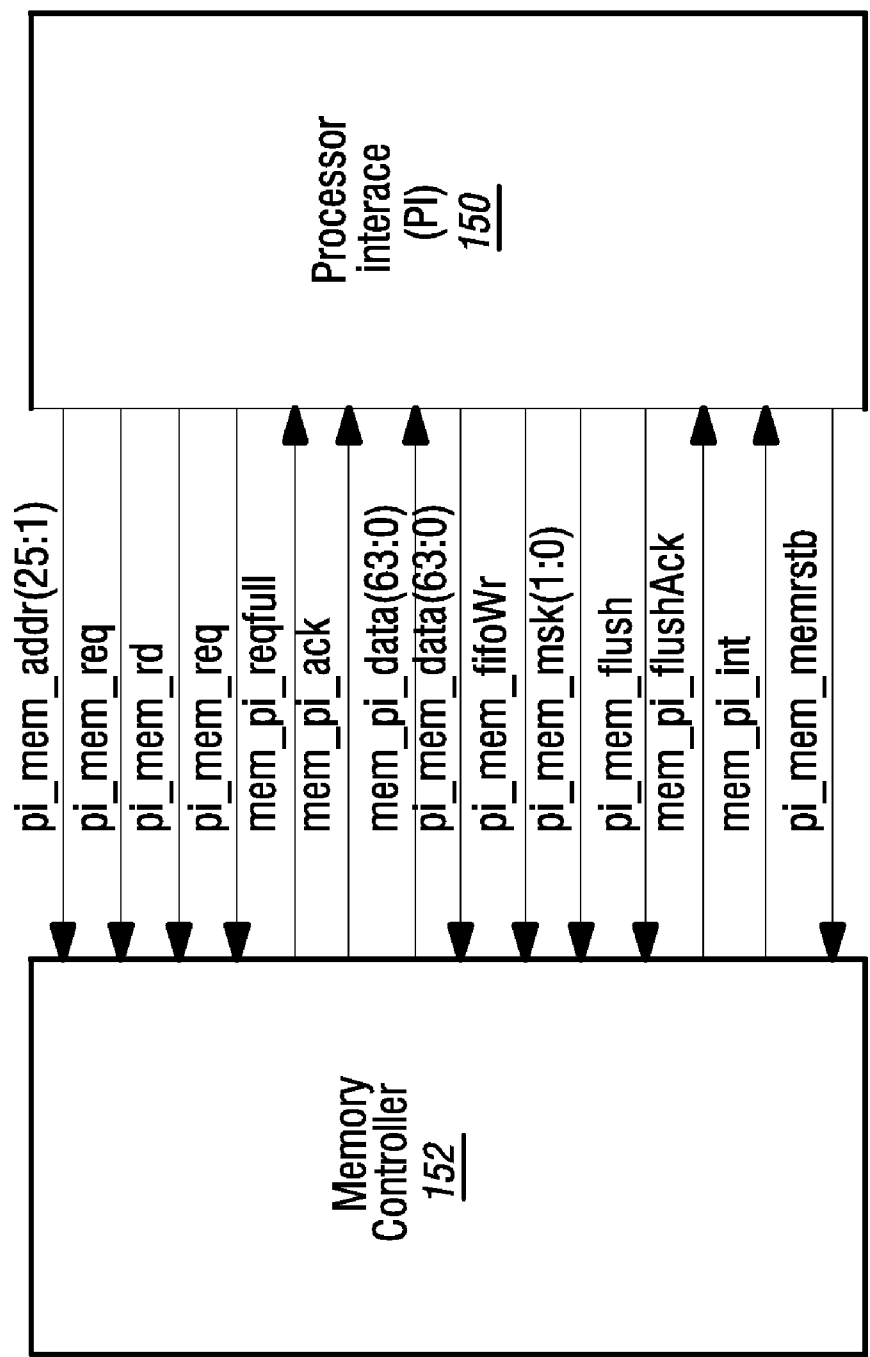 Processor
interace
(PI)
150
pi_mem_addr(25:1)
pi_mem_req
pi_mem_rd
pi_mem_req
mem_pi_reqfull
mem_pi_ack
mem_pi_data(63:0)
pi_mem_data(63:0)
pi_mem_fifoWr
pi_mem_msk(1:0)
pi_mem_flush
mem_pi_flushAck
mem_pi_int
pi_mem_memrstb
Memory
Controller
152